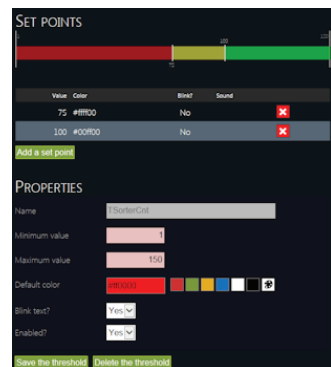 SET POINTS
100
75
Value Color Blink? Sound
75 #ffff00 No
100 #00ff00 No
Add a set point
PROPERTIES
Name TSorterCnt
Minimum value 1
Maximum value 150
Default color #ff0000
Blink text? Yes
Enabled? Yes
Save the threshold Delete the threshold